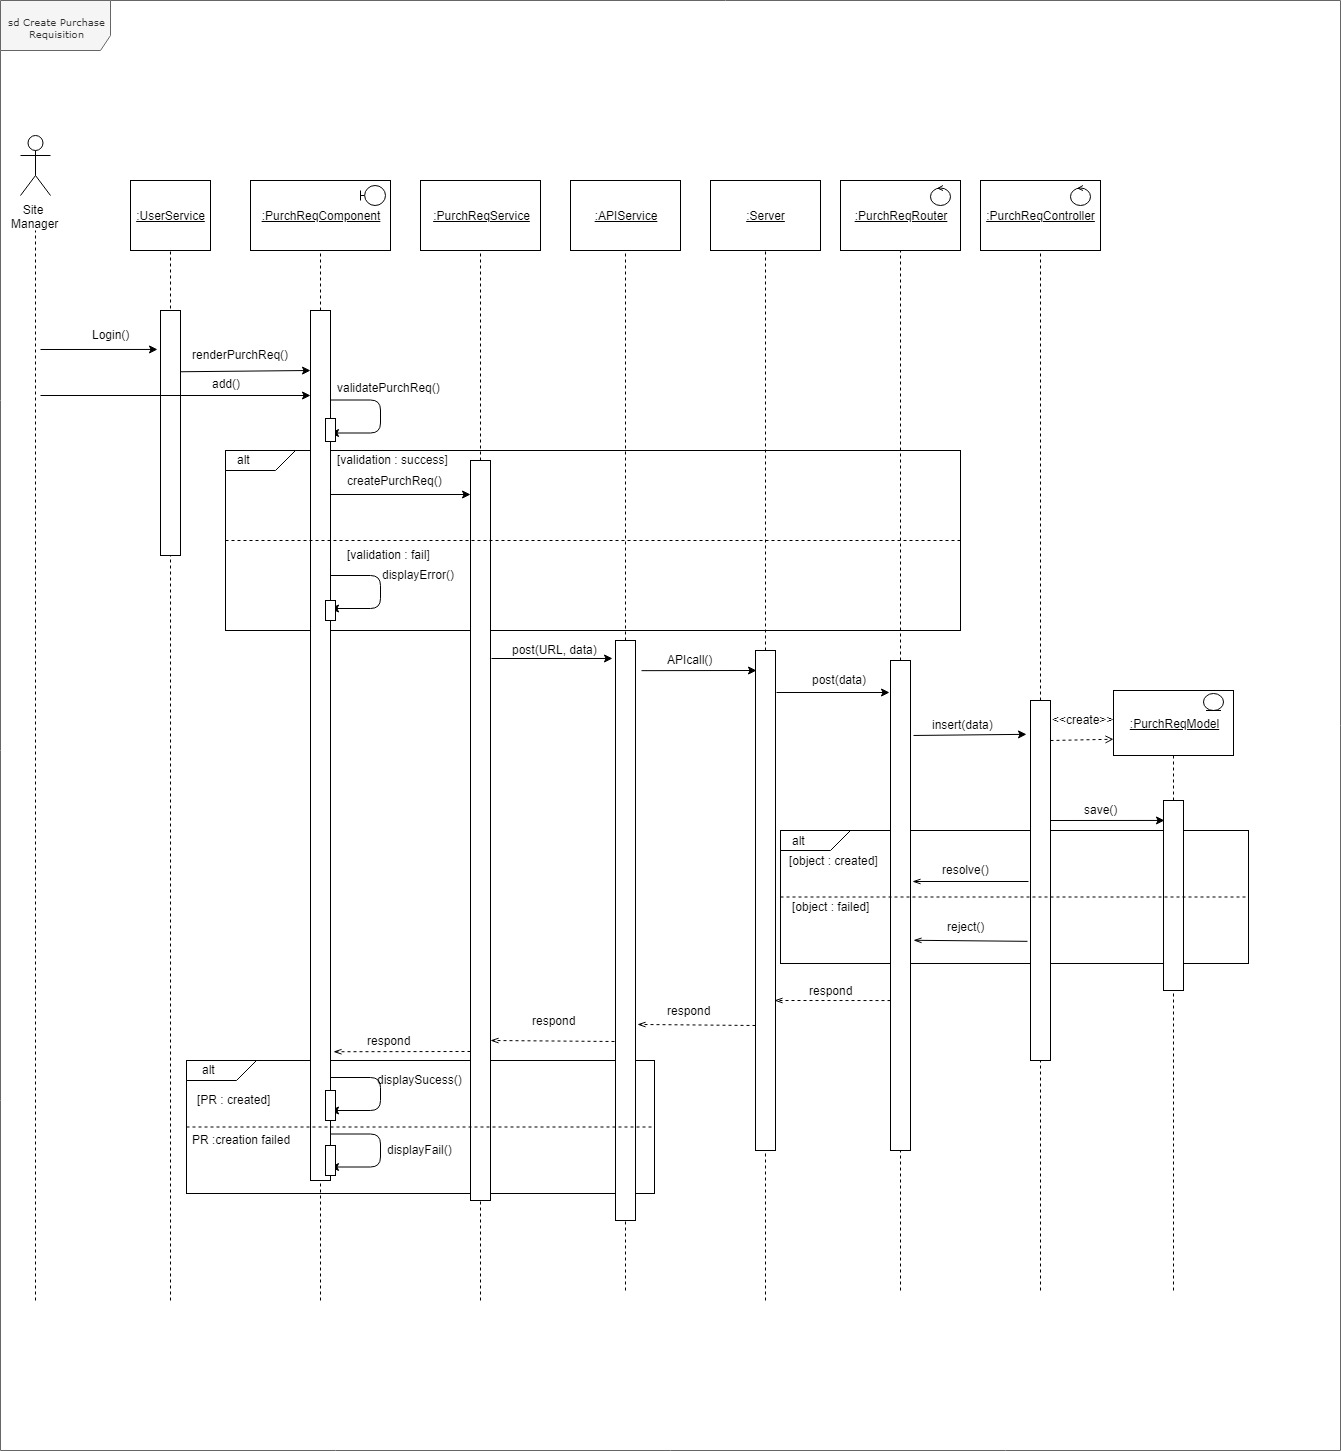 sd Create Purchase
Requisition
Site
Manager
:UserService
:PurchReqComponent
:PurchReqService
:APIService
:Server
:PurchReqRouter
:PurchReqController
Login()
renderPurchReq()
add()
validatePurchReq()
alt
[validation : success]
createPurchReq()
[validation : fail]
displayError()
post(URL, data)
APIcall()
post(data)
insert(data)
<<create>>
:PurchReqModel
save()
alt
[object : created]
resolve()
[object : failed]
reject()
respond
respond
respond
respond
alt
displaySucess()
[PR : created]
PR :creation failed
displayFail()